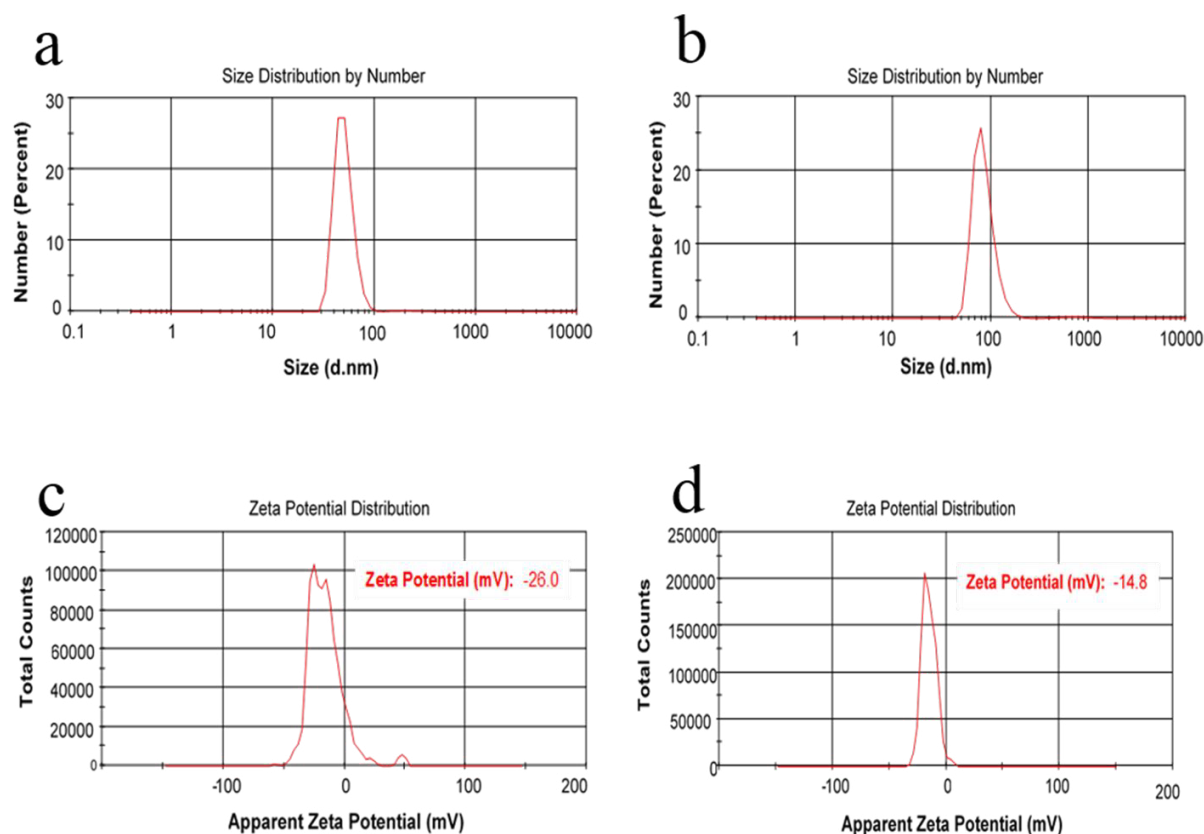 a
Size Distribution by Number
30
20
10
0
Number (Percent)
0.1 1 10 100 1000 10000
Size (d.nm)
b
Size Distribution by Number
30
20
10
0
Number (Percent)
0.1 1 10 100 1000 10000
Size (d.nm)
c
Zeta Potential Distribution
120000
100000
80000
60000
40000
20000
0
Total Counts
Zeta Potential (mV): -26.0
-100 0 100 200
Apparent Zeta Potential (mV)
d
Zeta Potential Distribution
250000
200000
150000
100000
50000
0
Total Counts
Zeta Potential (mV): -14.8
-100 0 100 200
Apparent Zeta Potential (mV)